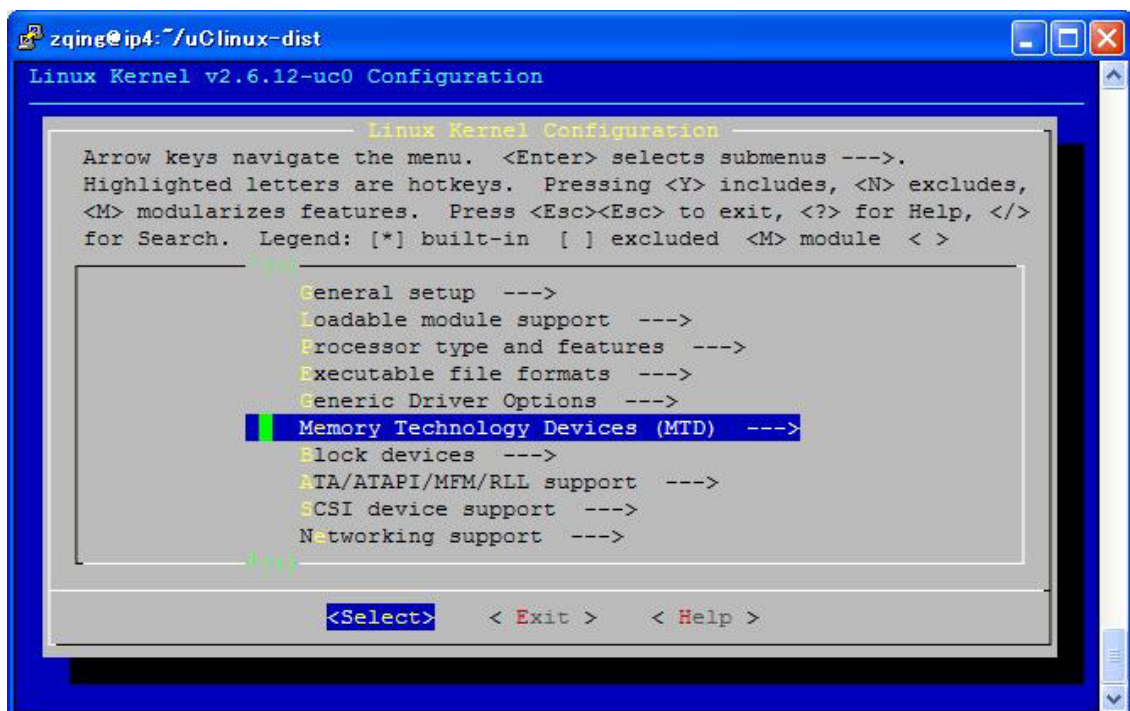 zqing@ip4:~/uClinux-dist
Linux Kernel v2.6.12-uc0 Configuration
Linux Kernel Configuration
Arrow keys navigate the menu.  <Enter> selects submenus --->.
Highlighted letters are hotkeys.  Pressing <Y> includes, <N> excludes,
<M> modularizes features.  Press <Esc><Esc> to exit, <?> for Help, </>
for Search.  Legend: [*] built-in  [ ] excluded  <M> module  < >
General setup  --->
Loadable module support  --->
Processor type and features  --->
Executable file formats  --->
Generic Driver Options  --->
Memory Technology Devices (MTD)  --->
Block devices  --->
ATA/ATAPI/MFM/RLL support  --->
SCSI device support  --->
Networking support  --->
<Select>    < Exit >    < Help >